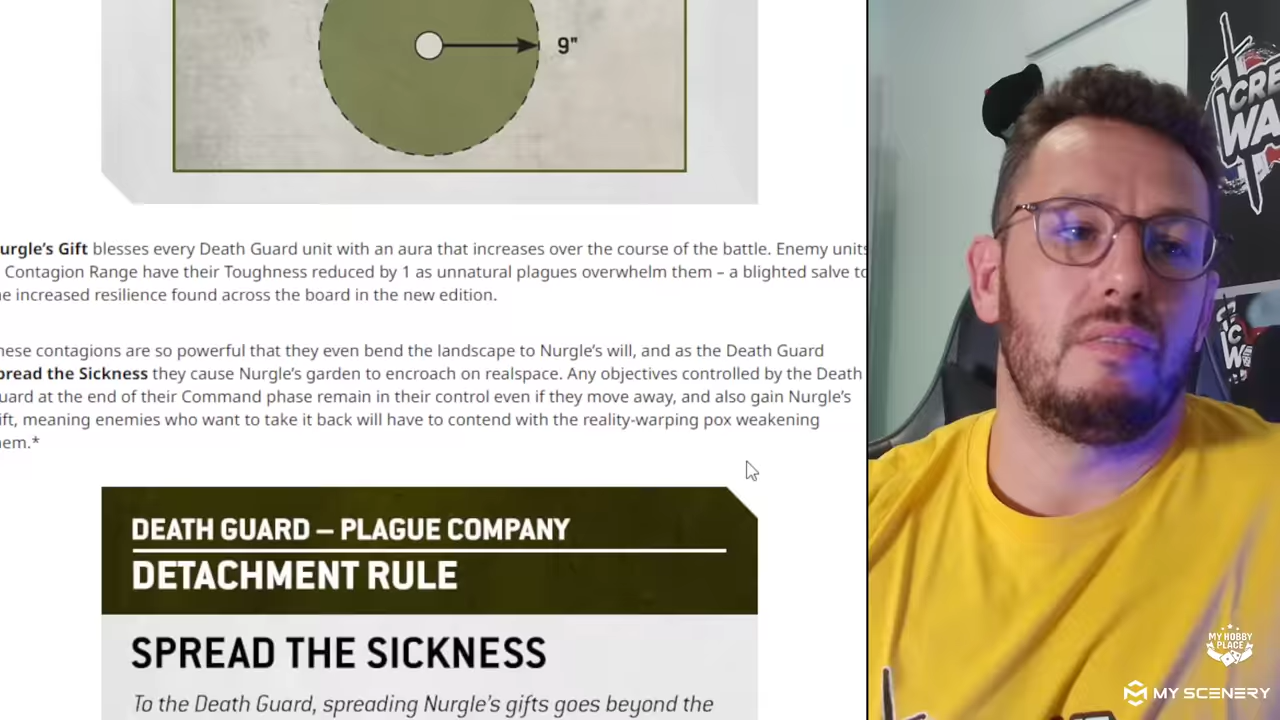 9"
urgle's Gift blesses every Death Guard unit with an aura that increases over the course of the battle. Enemy units
Contagion Range have their Toughness reduced by 1 as unnatural plagues overwhelm them – a blighted salve to
e increased resilience found across the board in the new edition.
hese contagions are so powerful that they even bend the landscape to Nurgle's will, and as the Death Guard
pread the Sickness they cause Nurgle's garden to encroach on realspace. Any objectives controlled by the Death
uard at the end of their Command phase remain in their control even if they move away, and also gain Nurgle's
ift, meaning enemies who want to take it back will have to contend with the reality-warping pox weakening
hem.*
DEATH GUARD – PLAGUE COMPANY
DETACHMENT RULE
SPREAD THE SICKNESS
To the Death Guard, spreading Nurgle's gifts goes beyond the
CRE
WA
MY HOBBY
PLACE
MY SCENERY